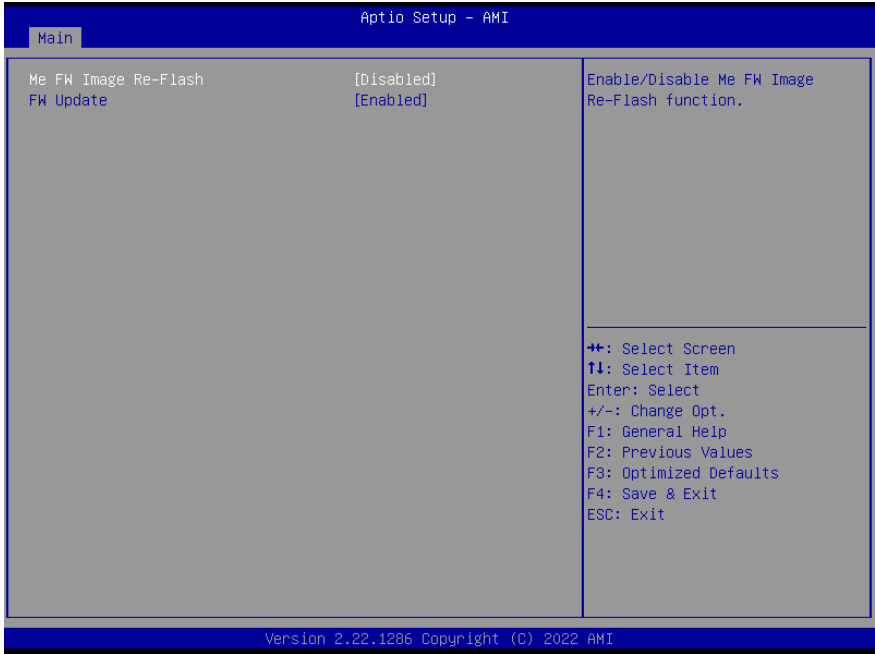 Aptio Setup – AMI
Main
Me FW Image Re-Flash [Disabled]
FW Update [Enabled]
Enable/Disable Me FW Image
Re-Flash function.
→←: Select Screen
↑↓: Select Item
Enter: Select
+/-: Change Opt.
F1: General Help
F2: Previous Values
F3: Optimized Defaults
F4: Save & Exit
ESC: Exit
Version 2.22.1286 Copyright (C) 2022 AMI